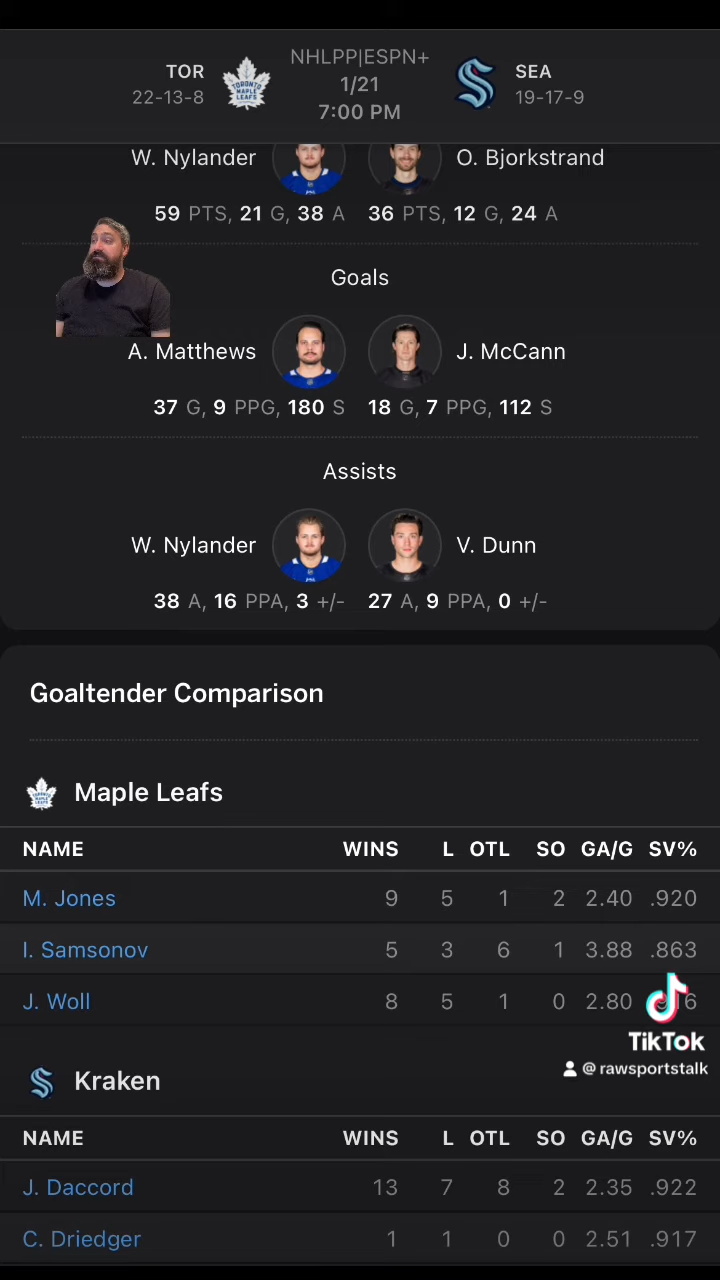 NHLPP|ESPN+
TOR
22-13-8
1/21
7:00 PM
SEA
19-17-9
W. Nylander O. Bjorkstrand
59 PTS, 21 G, 38 A 36 PTS, 12 G, 24 A
Goals
A. Matthews J. McCann
37 G, 9 PPG, 180 S 18 G, 7 PPG, 112 S
Assists
W. Nylander V. Dunn
38 A, 16 PPA, 3 +/- 27 A, 9 PPA, 0 +/-
Goaltender Comparison
Maple Leafs
NAME WINS L OTL SO GA/G SV%
M. Jones 9 5 1 2 2.40 .920
I. Samsonov 5 3 6 1 3.88 .863
J. Woll 8 5 1 0 2.80
TikTok
@rawsportstalk
Kraken
NAME WINS L OTL SO GA/G SV%
J. Daccord 13 7 8 2 2.35 .922
C. Driedger 1 1 0 0 2.51 .917